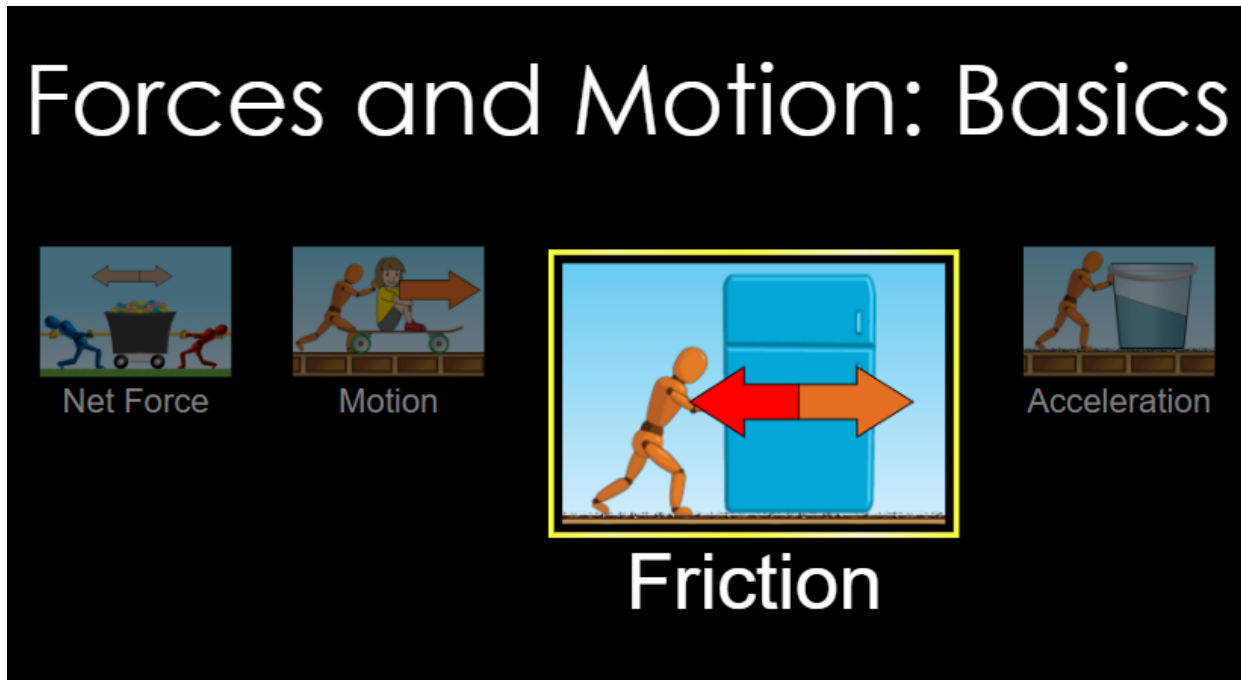 Forces and Motion: Basics
Net Force
Motion
Friction
Acceleration